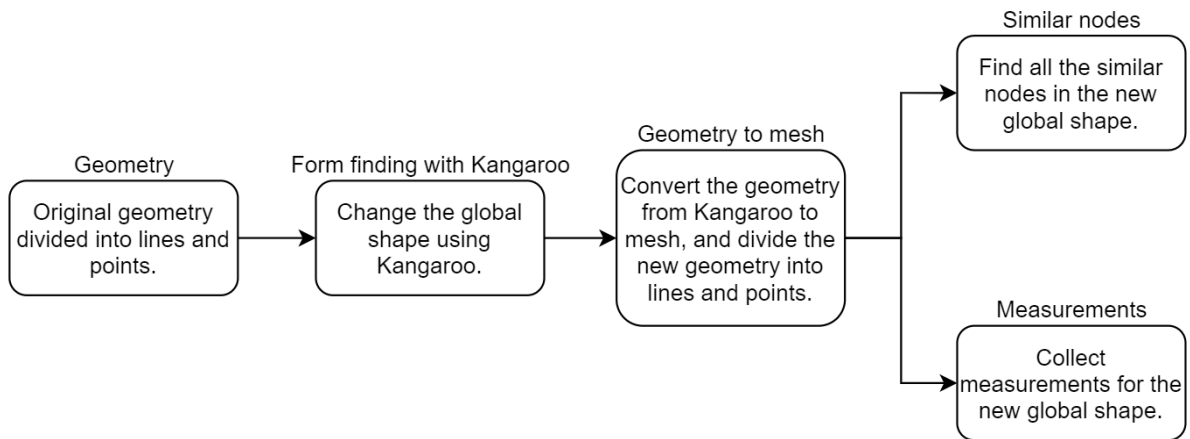 Geometry
Original geometry
divided into lines and
points.
Form finding with Kangaroo
Change the global
shape using
Kangaroo.
Geometry to mesh
Convert the geometry
from Kangaroo to
mesh, and divide the
new geometry into
lines and points.
Similar nodes
Find all the similar
nodes in the new
global shape.
Measurements
Collect
measurements for the
new global shape.